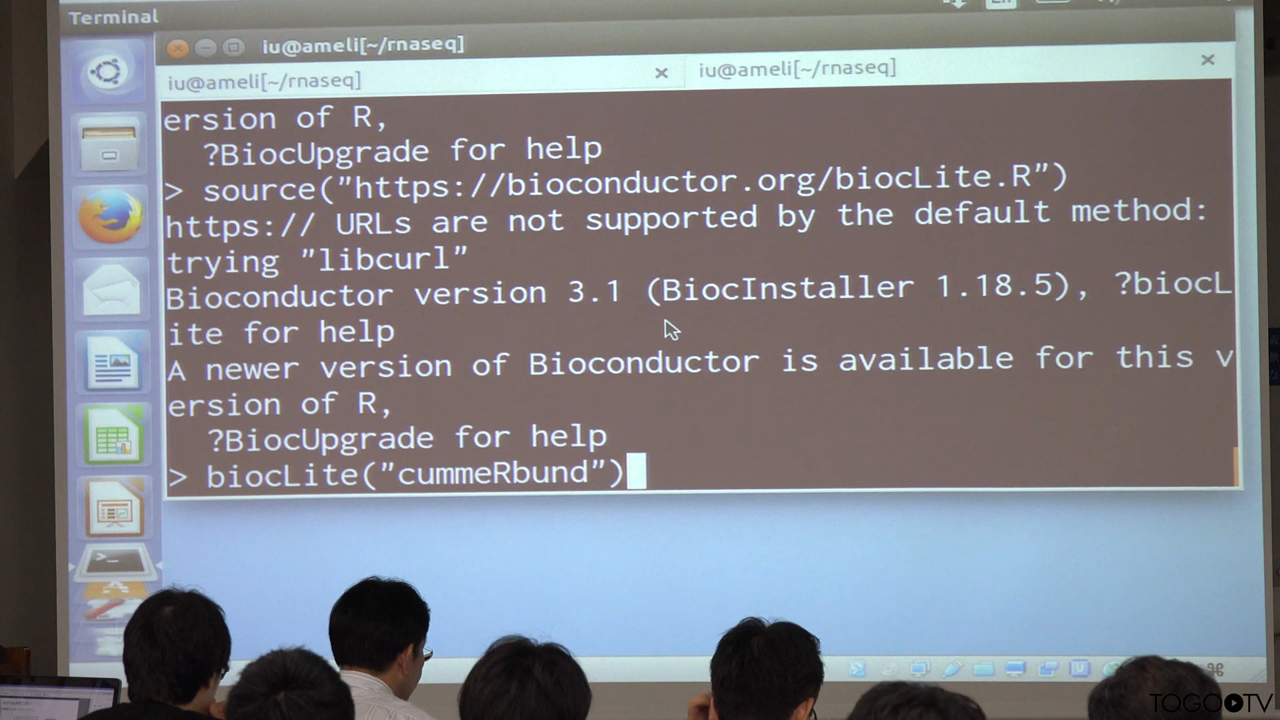 Terminal
iu@ameli[~/rnaseq]
iu@ameli[~/rnaseq]
iu@ameli[~/rnaseq]
ersion of R,
?BiocUpgrade for help
> source("https://bioconductor.org/biocLite.R")
https:// URLs are not supported by the default method:
trying "libcurl"
Bioconductor version 3.1 (BiocInstaller 1.18.5), ?biocL
ite for help
A newer version of Bioconductor is available for this v
ersion of R,
?BiocUpgrade for help
> biocLite("cummeRbund")
TOGOTV